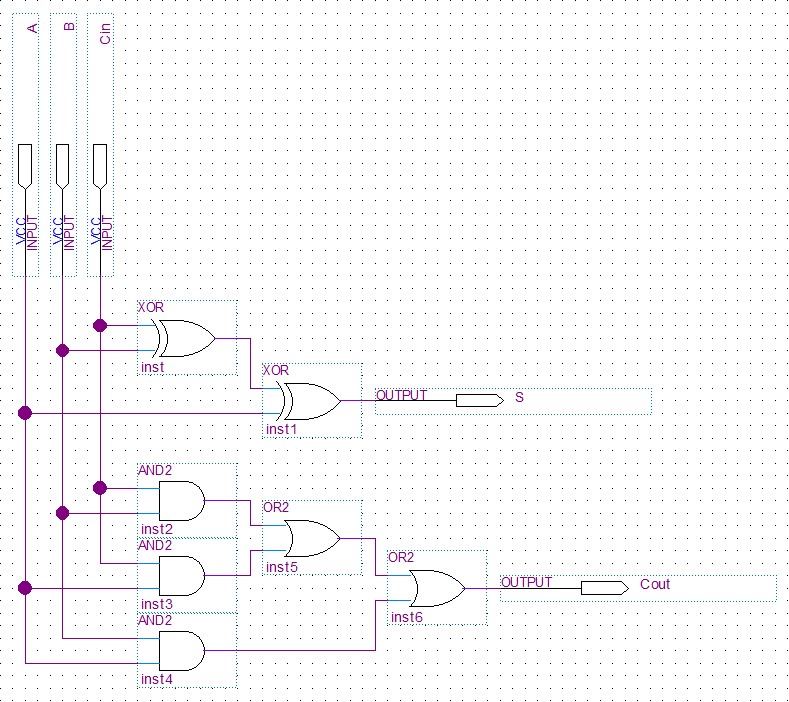 A
B
Cin
VCC
INPUT
VCC
INPUT
VCC
INPUT
XOR
inst
XOR
inst1
OUTPUT
S
AND2
inst2
OR2
inst5
AND2
inst3
OR2
inst6
OUTPUT
Cout
AND2
inst4